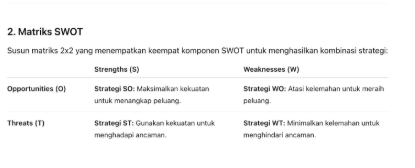 2. Matriks SWOT
Susun matriks 2x2 yang menempatkan keempat komponen SWOT untuk menghasilkan kombinasi strategi:
Strengths (S) Weaknesses (W)
Opportunities (O) Strategi SO: Maksimalkan kekuatan Strategi WO: Atasi kelemahan untuk meraih
untuk menangkap peluang. peluang.
Threats (T) Strategi ST: Gunakan kekuatan untuk Strategi WT: Minimalkan kelemahan untuk
menghadapi ancaman. menghindari ancaman.